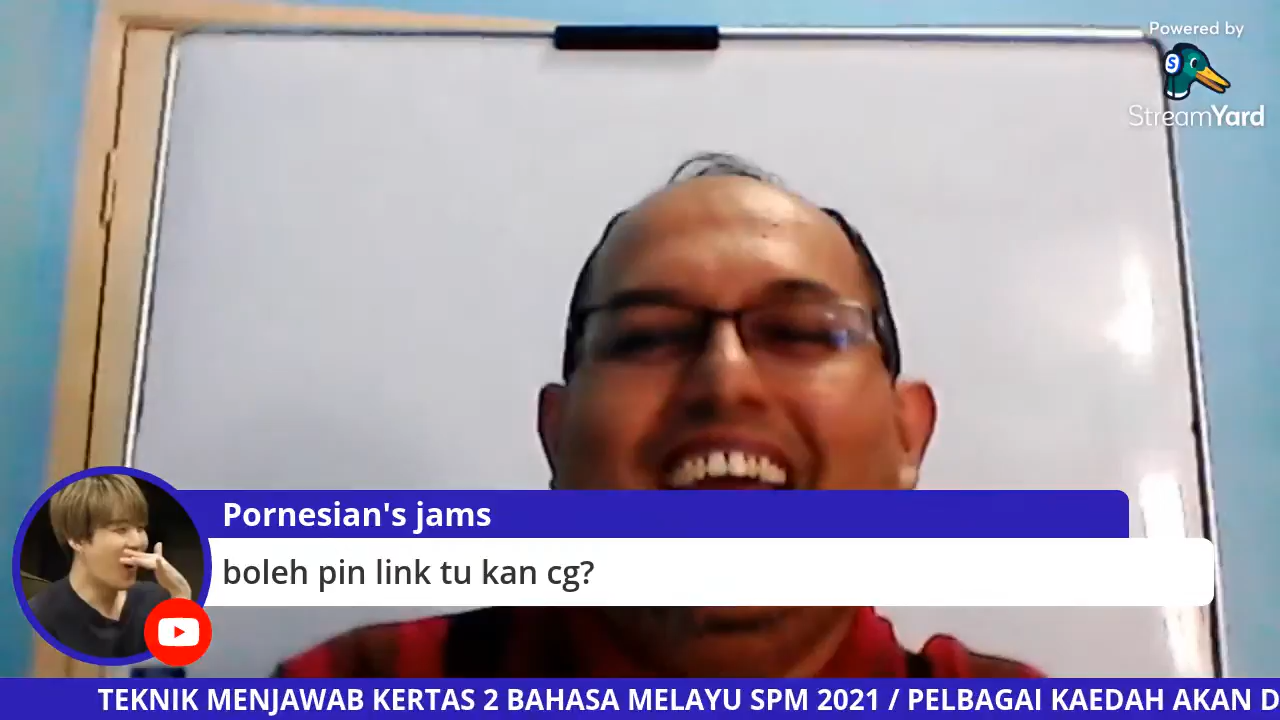 Powered by
StreamYard
Pornesian's jams
boleh pin link tu kan cg?
TEKNIK MENJAWAB KERTAS 2 BAHASA MELAYU SPM 2021 / PELBAGAI KAEDAH AKAN D